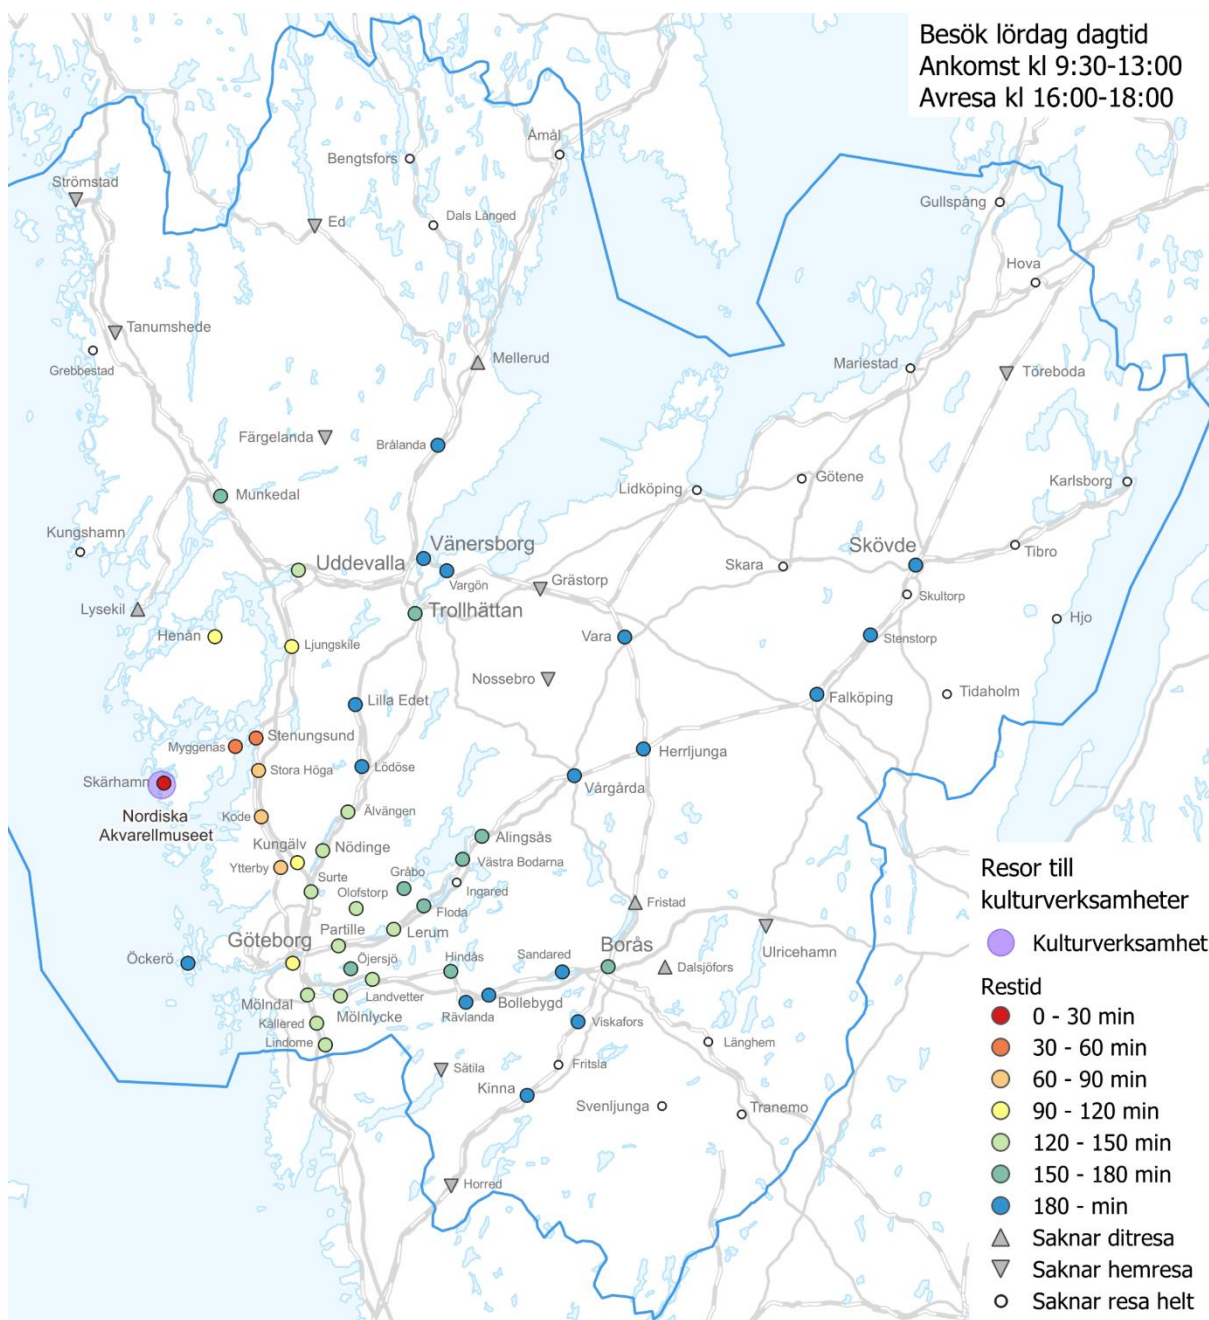 Besök lördag dagtid
Ankomst kl 9:30-13:00
Avresa kl 16:00-18:00
Åmål
Bengtsfors
Strömstad
Gullspång
Dals Långed
Ed
Hova
Tanumshede
Mellerud
Grebbestad
Mariestad
Töreboda
Färgelanda
Brålanda
Götene
Karlsborg
Lidköping
Munkedal
Kungshamn
Vänersborg
Skövde
Tibro
Uddevalla
Skara
Vargön
Grästorp
Skultorp
Lysekil
Trollhättan
Hjo
Henån
Ljungskile
Vara
Stenstorp
Nossebro
Tidaholm
Lilla Edet
Falköping
Stenungsund
Myggenäs
Herrljunga
Stora Höga
Lödöse
Skärhamn
Vårgårda
Nordiska
Akvarellmuseet
Kode
Älvängen
Alingsås
Kungälv
Nödinge
Västra Bodarna
Ytterby
Surte
Gråbo
Olofstorp
Ingared
Floda
Fristad
Partille
Lerum
Göteborg
Borås
Ulricehamn
Öckerö
Öjersjö
Hindås
Sandared
Dalsjöfors
Mölndal
Landvetter
Bollebygd
Mölnlycke
Rävlanda
Kållered
Viskafors
Lindome
Länghem
Sätila
Fritsla
Kinna
Svenljunga
Tranemo
Horred
Resor till
kulturverksamheter
Kulturverksamhet
Restid
0 - 30 min
30 - 60 min
60 - 90 min
90 - 120 min
120 - 150 min
150 - 180 min
180 - min
Saknar ditresa
Saknar hemresa
Saknar resa helt